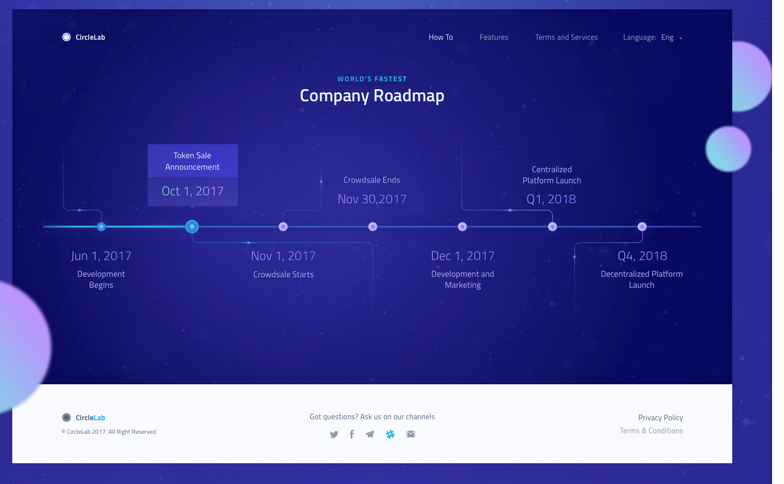 CircleLab
How To
Features
Terms and Services
Language: Eng
WORLD'S FASTEST
Company Roadmap
Token Sale
Announcement
Oct 1, 2017
Crowdsale Ends
Nov 30,2017
Centralized
Platform Launch
Q1, 2018
Jun 1, 2017
Development
Begins
Nov 1, 2017
Crowdsale Starts
Dec 1, 2017
Development and
Marketing
Q4, 2018
Decentralized Platform
Launch
CircleLab
© CircleLab 2017. All Right Reserved
Got questions? Ask us on our channels
Privacy Policy
Terms & Conditions